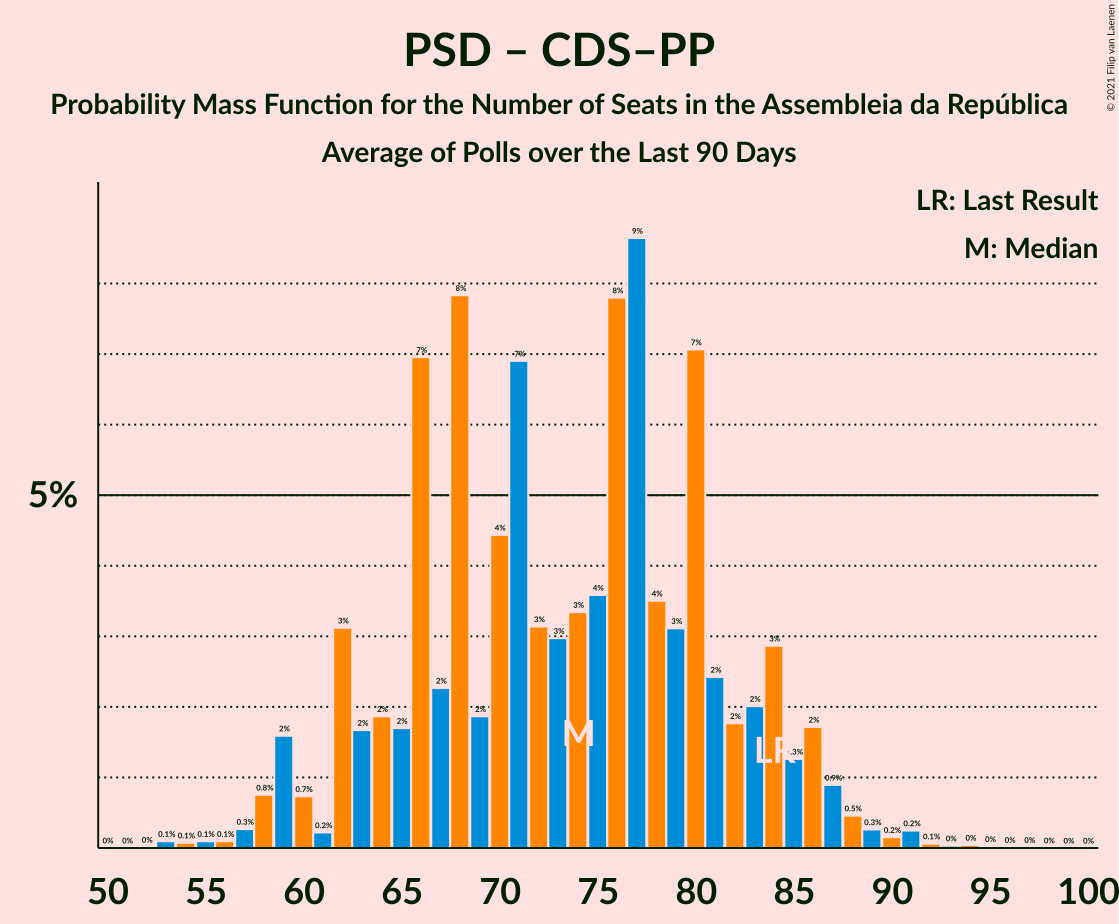 PSD – CDS–PP
Probability Mass Function for the Number of Seats in the Assembleia da República
Average of Polls over the Last 90 Days
© 2021 Filip van Laenen
LR: Last Result
M: Median
5%
0% 0% 0% 0.1% 0.1% 0.1% 0.1% 0.3% 0.8% 2% 0.7% 0.2% 3% 2% 2% 2% 7% 2% 8% 2% 4% 7% 3% 3% 3% 4% 8% 9% 4% 3% 7% 2% 2% 2% 3% 2% 0.9% 0.5% 0.3% 0.2% 0.2% 0.1% 0% 0% 0% 0% 0% 0% 0% 0%
M
LR
50 55 60 65 70 75 80 85 90 95 100